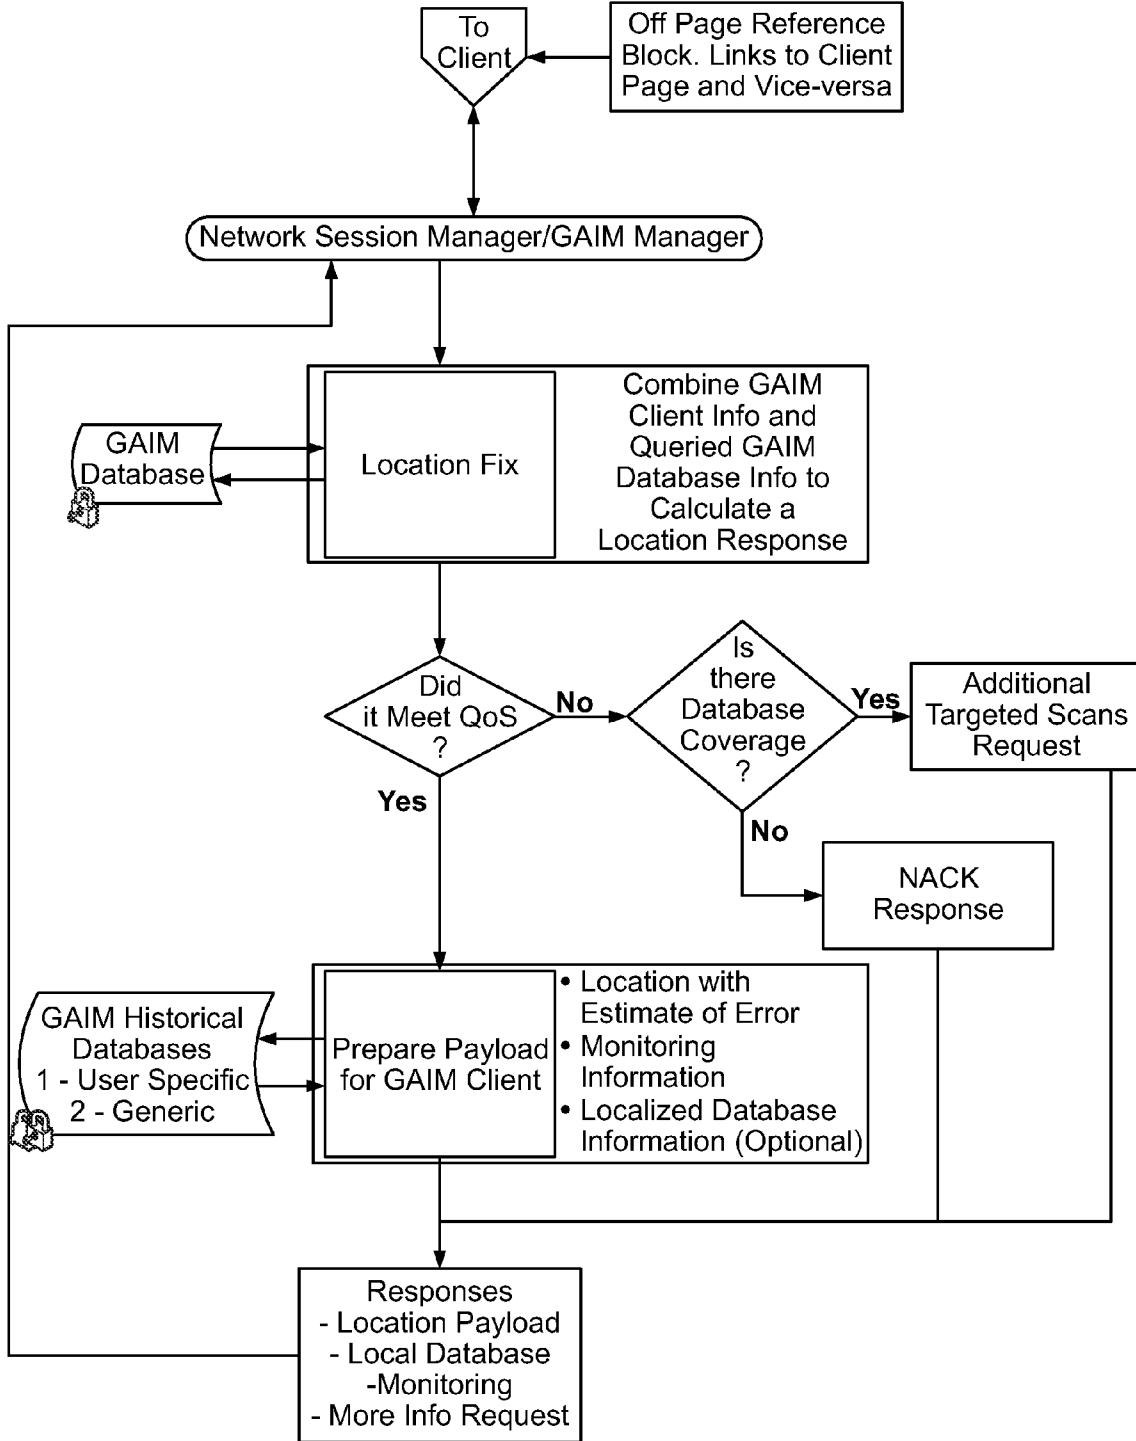 To
Client
Off Page Reference
Block. Links to Client
Page and Vice-versa
Network Session Manager/GAIM Manager
GAIM
Database
Location Fix
Combine GAIM
Client Info and
Queried GAIM
Database Info to
Calculate a
Location Response
Did
it Meet QoS
?
No
Yes
Is
there
Database
Coverage
?
Yes
No
Additional
Targeted Scans
Request
NACK
Response
GAIM Historical
Databases
1 - User Specific
2 - Generic
Prepare Payload
for GAIM Client
• Location with
Estimate of Error
• Monitoring
Information
• Localized Database
Information (Optional)
Responses
- Location Payload
- Local Database
-Monitoring
- More Info Request